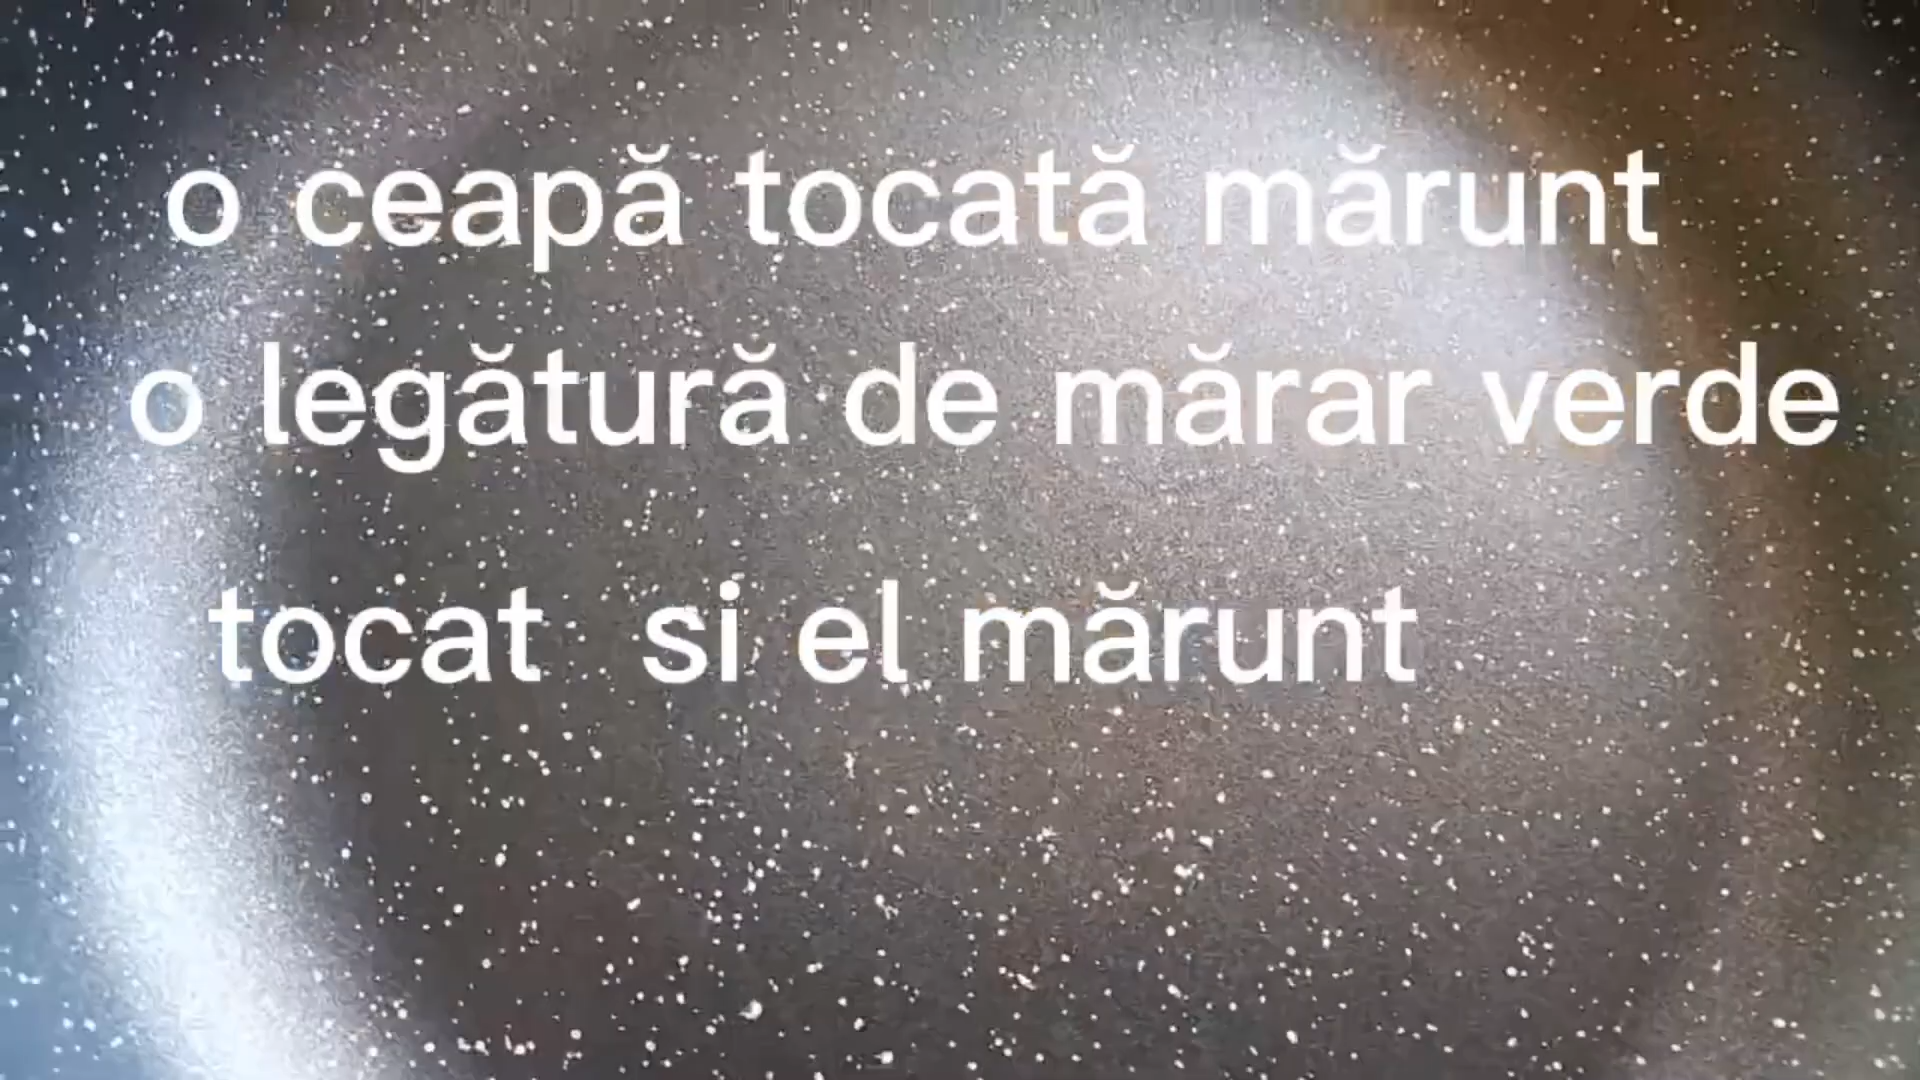 o ceapă tocată mărunt
o legătură de mărar verde
tocat si el mărunt